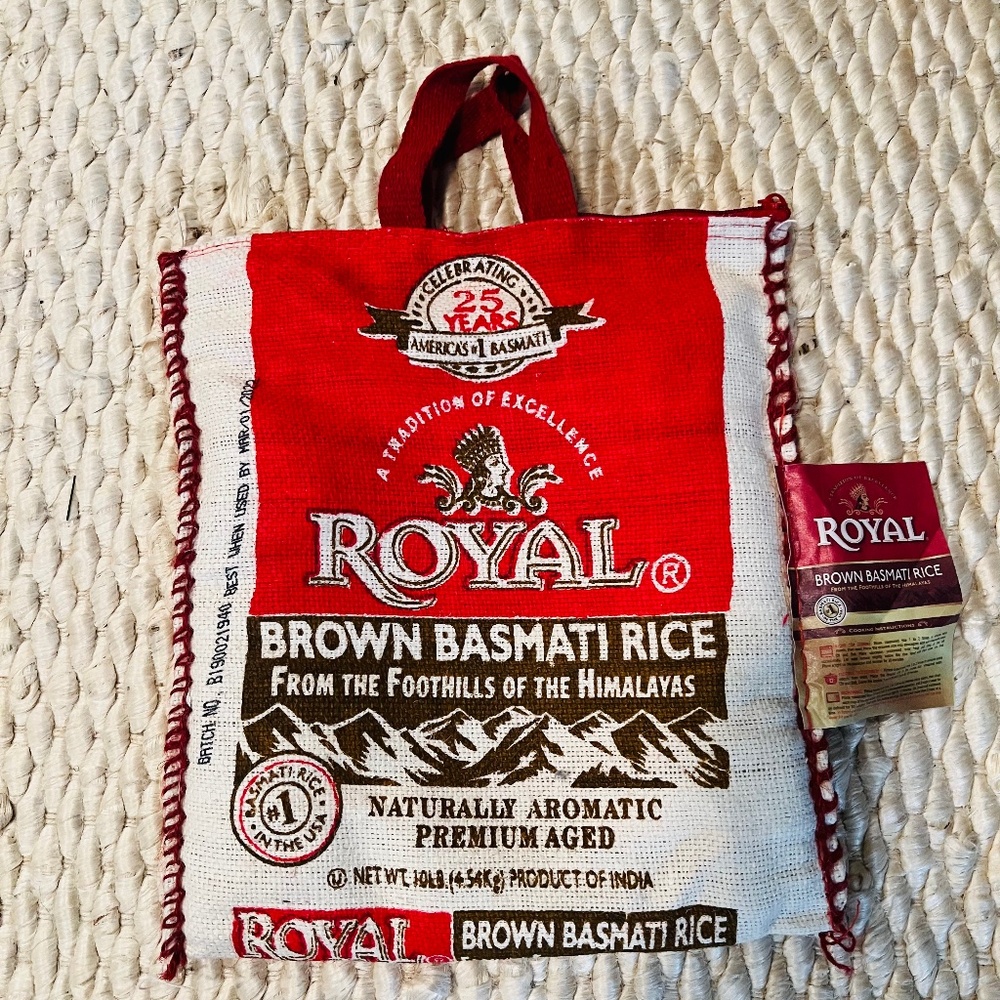 CELEBRATING
25
YEARS
AMERICA'S #1 BASMATI
A TRADITION OF EXCELLENCE
ROYAL®
BROWN BASMATI RICE
FROM THE FOOTHILLS OF THE HIMALAYAS
BASMATI RICE
#1
IN THE USA
NATURALLY AROMATIC
PREMIUM AGED
U NET WT. 10LB. (4.54Kg) PRODUCT OF INDIA
ROYAL®
BROWN BASMATI RICE
BATCH NO. B190021940 BEST WHEN USED BY MAR/01/2022
ROYAL
BROWN BASMATI RICE
FROM THE FOOTHILLS OF THE HIMALAYAS
COOKING INSTRUCTIONS